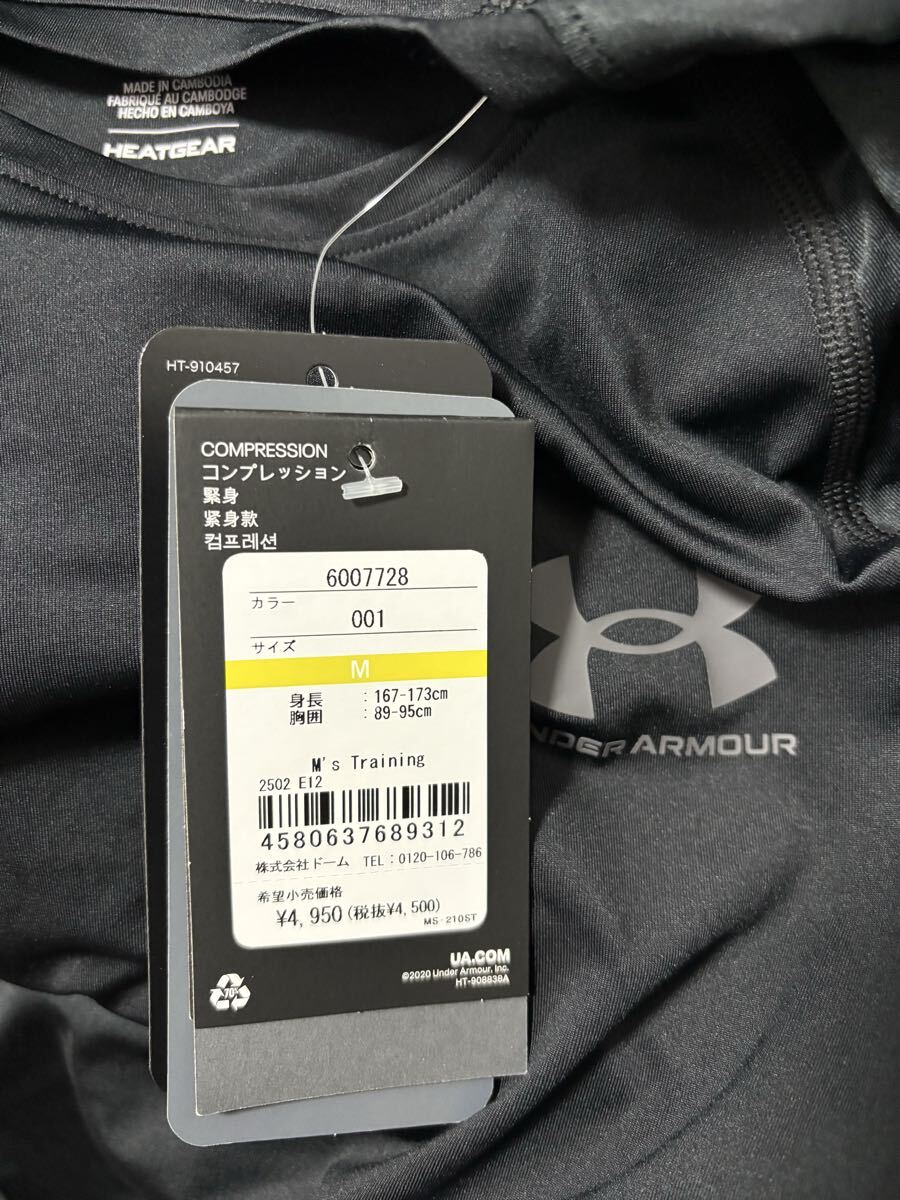 MADE IN CAMBODIA
FABRIQUÉ AU CAMBODGE
HECHO EN CAMBOYA
HEATGEAR
HT-910457
COMPRESSION
コンプレッション
緊身
紧身款
컴프레션
6007728
カラー
001
サイズ
M
身長 : 167-173cm
胸囲 : 89-95cm
M's Training
2502 E12
4580637689312
株式会社ドーム TEL:0120-106-786
希望小売価格
¥4,950(税抜¥4,500)
MS-210ST
UA.COM
©2020 Under Armour, Inc.
HT-908838A
70%
UNDER ARMOUR